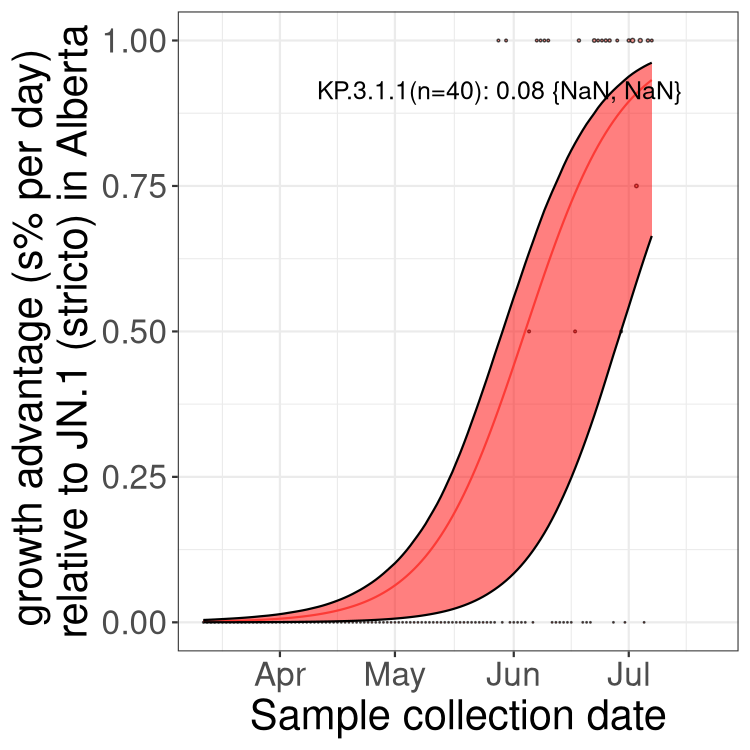 growth advantage (s% per day)
relative to JN.1 (stricto) in Alberta
1.00
0.75
0.50
0.25
0.00
KP.3.1.1(n=40): 0.08 {NaN, NaN}
Apr May Jun Jul
Sample collection date